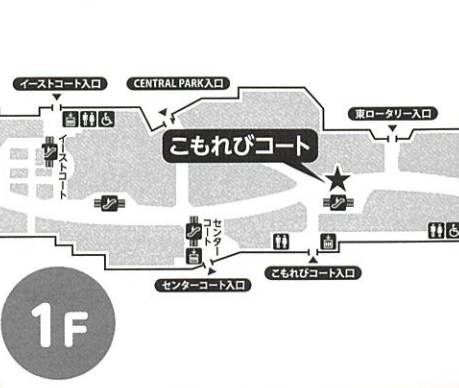 イーストコート入口
CENTRAL PARK入口
東ロータリー入口
こもれびコート
イーストコート
センターコート
センターコート入口
こもれびコート入口
1F